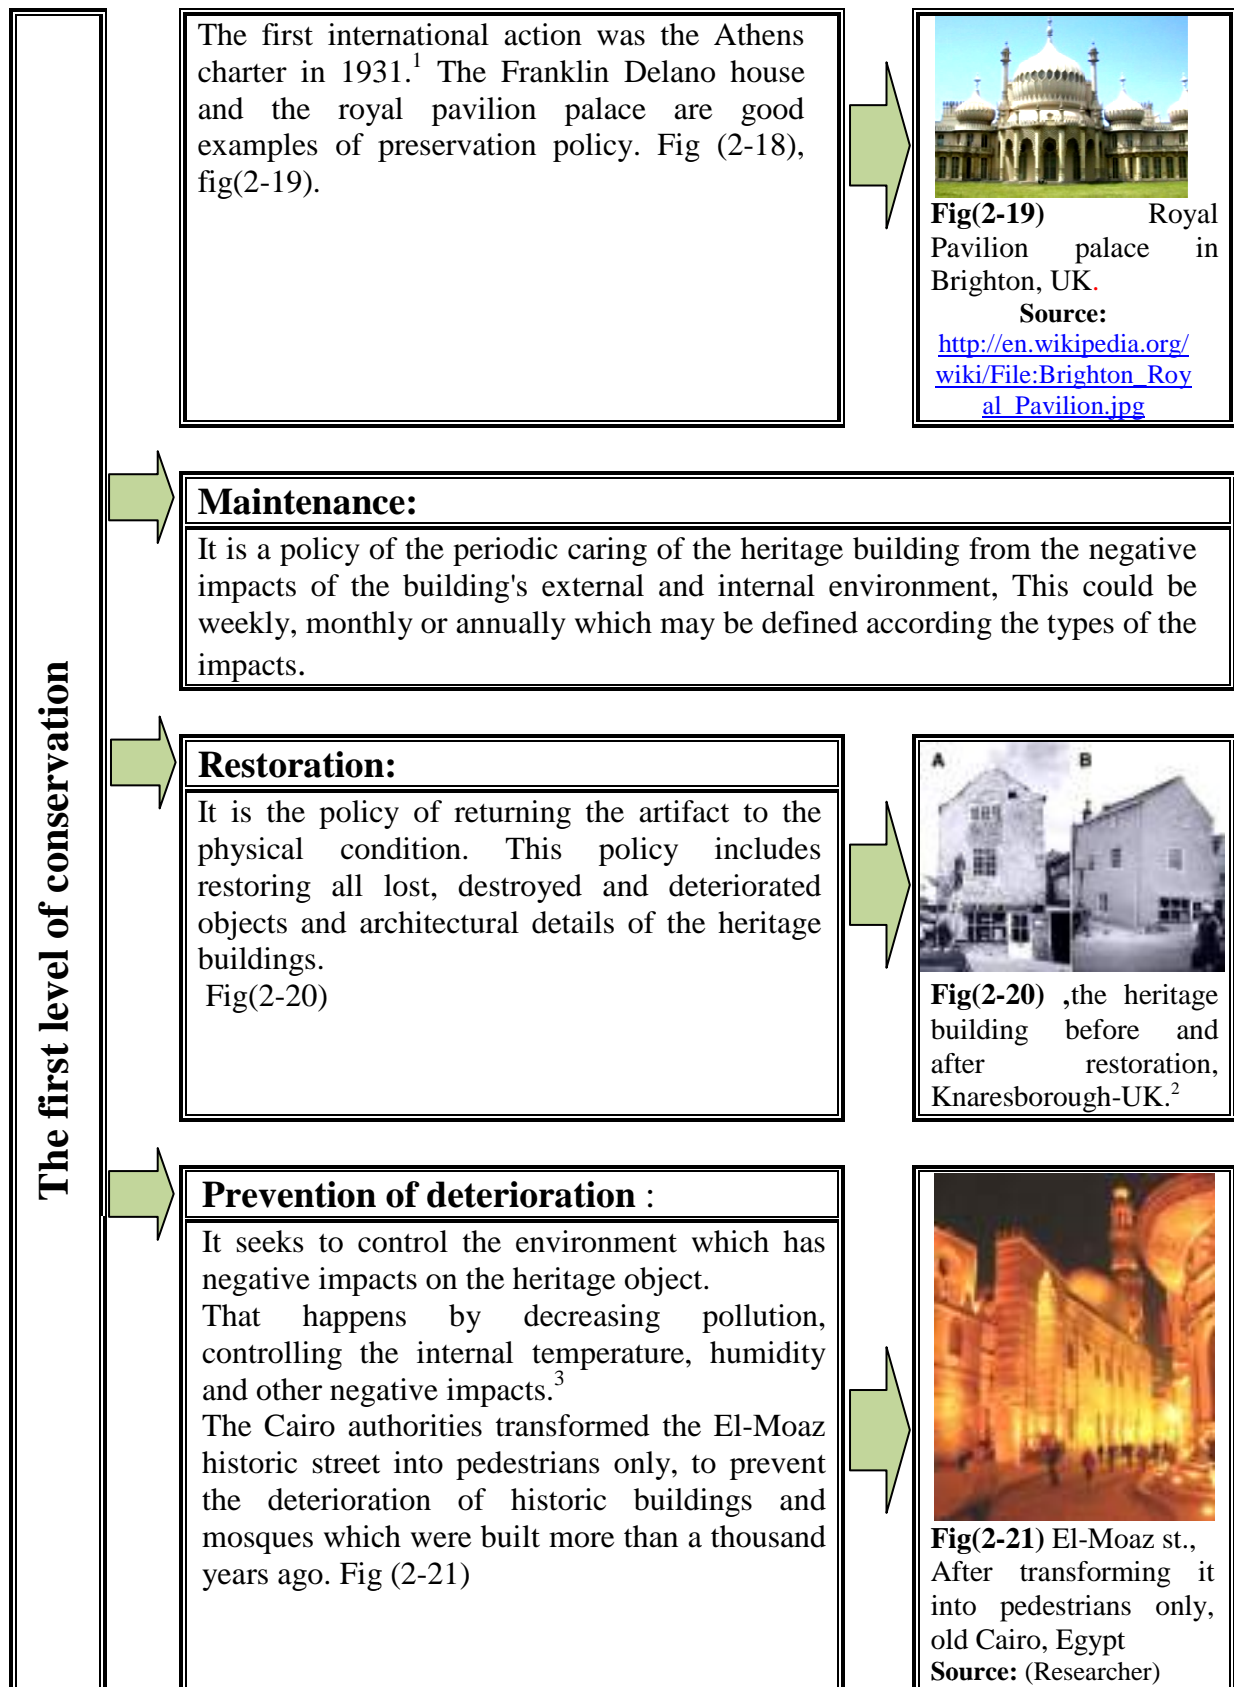 The first level of conservation
The first international action was the Athens
charter in 1931.1 The Franklin Delano house
and the royal pavilion palace are good
examples of preservation policy. Fig (2-18),
fig(2-19).
Fig(2-19) Royal
Pavilion palace in
Brighton, UK.
Source:
http://en.wikipedia.org/
wiki/File:Brighton_Roy
al_Pavilion.jpg
Maintenance:
It is a policy of the periodic caring of the heritage building from the negative
impacts of the building's external and internal environment, This could be
weekly, monthly or annually which may be defined according the types of the
impacts.
Restoration:
It is the policy of returning the artifact to the
physical condition. This policy includes
restoring all lost, destroyed and deteriorated
objects and architectural details of the heritage
buildings.
Fig(2-20)
A B
Fig(2-20) ,the heritage
building before and
after restoration,
Knaresborough-UK.2
Prevention of deterioration :
It seeks to control the environment which has
negative impacts on the heritage object.
That happens by decreasing pollution,
controlling the internal temperature, humidity
and other negative impacts.3
The Cairo authorities transformed the El-Moaz
historic street into pedestrians only, to prevent
the deterioration of historic buildings and
mosques which were built more than a thousand
years ago. Fig (2-21)
Fig(2-21) El-Moaz st.,
After transforming it
into pedestrians only,
old Cairo, Egypt
Source: (Researcher)